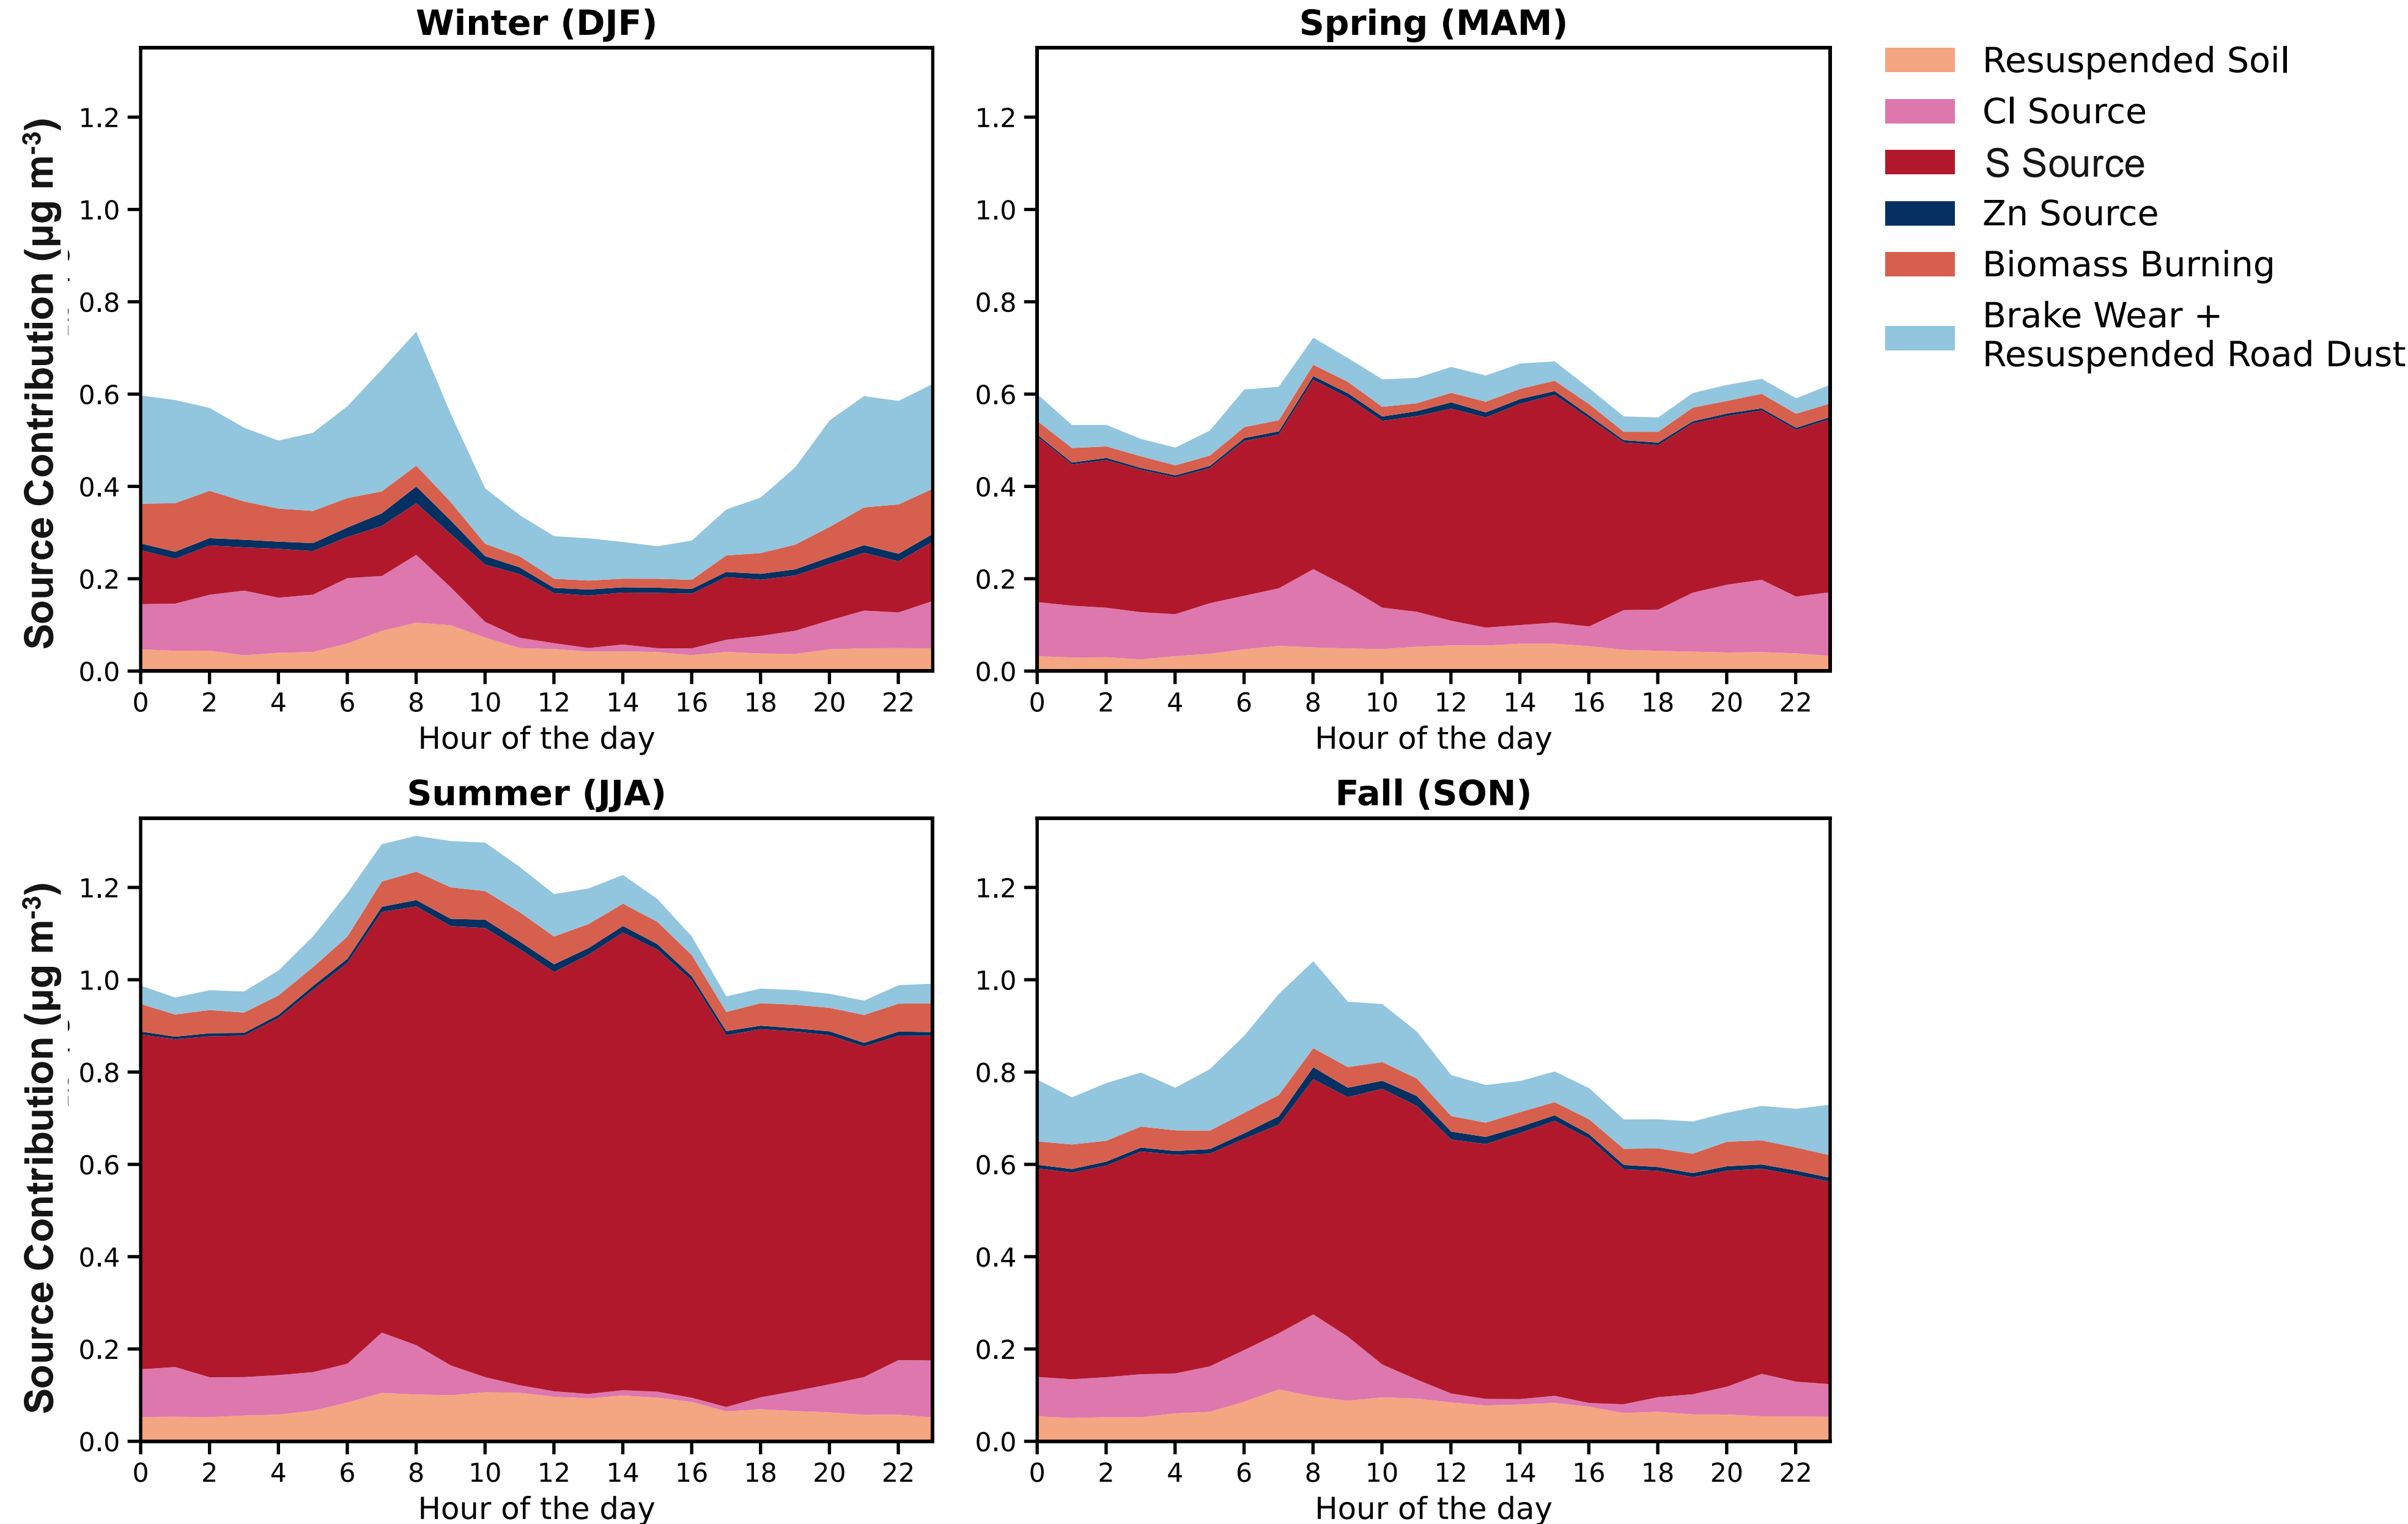 Winter (DJF)
Spring (MAM)
Resuspended Soil
Cl Source
S Source
Zn Source
Biomass Burning
Brake Wear +
Resuspended Road Dust
Source Contribution (µg m-3)
1.2
1.0
0.8
0.6
0.4
0.2
0.0
0 2 4 6 8 10 12 14 16 18 20 22
Hour of the day
1.2
1.0
0.8
0.6
0.4
0.2
0.0
0 2 4 6 8 10 12 14 16 18 20 22
Hour of the day
Summer (JJA)
Fall (SON)
Source Contribution (µg m-3)
1.2
1.0
0.8
0.6
0.4
0.2
0.0
0 2 4 6 8 10 12 14 16 18 20 22
Hour of the day
1.2
1.0
0.8
0.6
0.4
0.2
0.0
0 2 4 6 8 10 12 14 16 18 20 22
Hour of the day